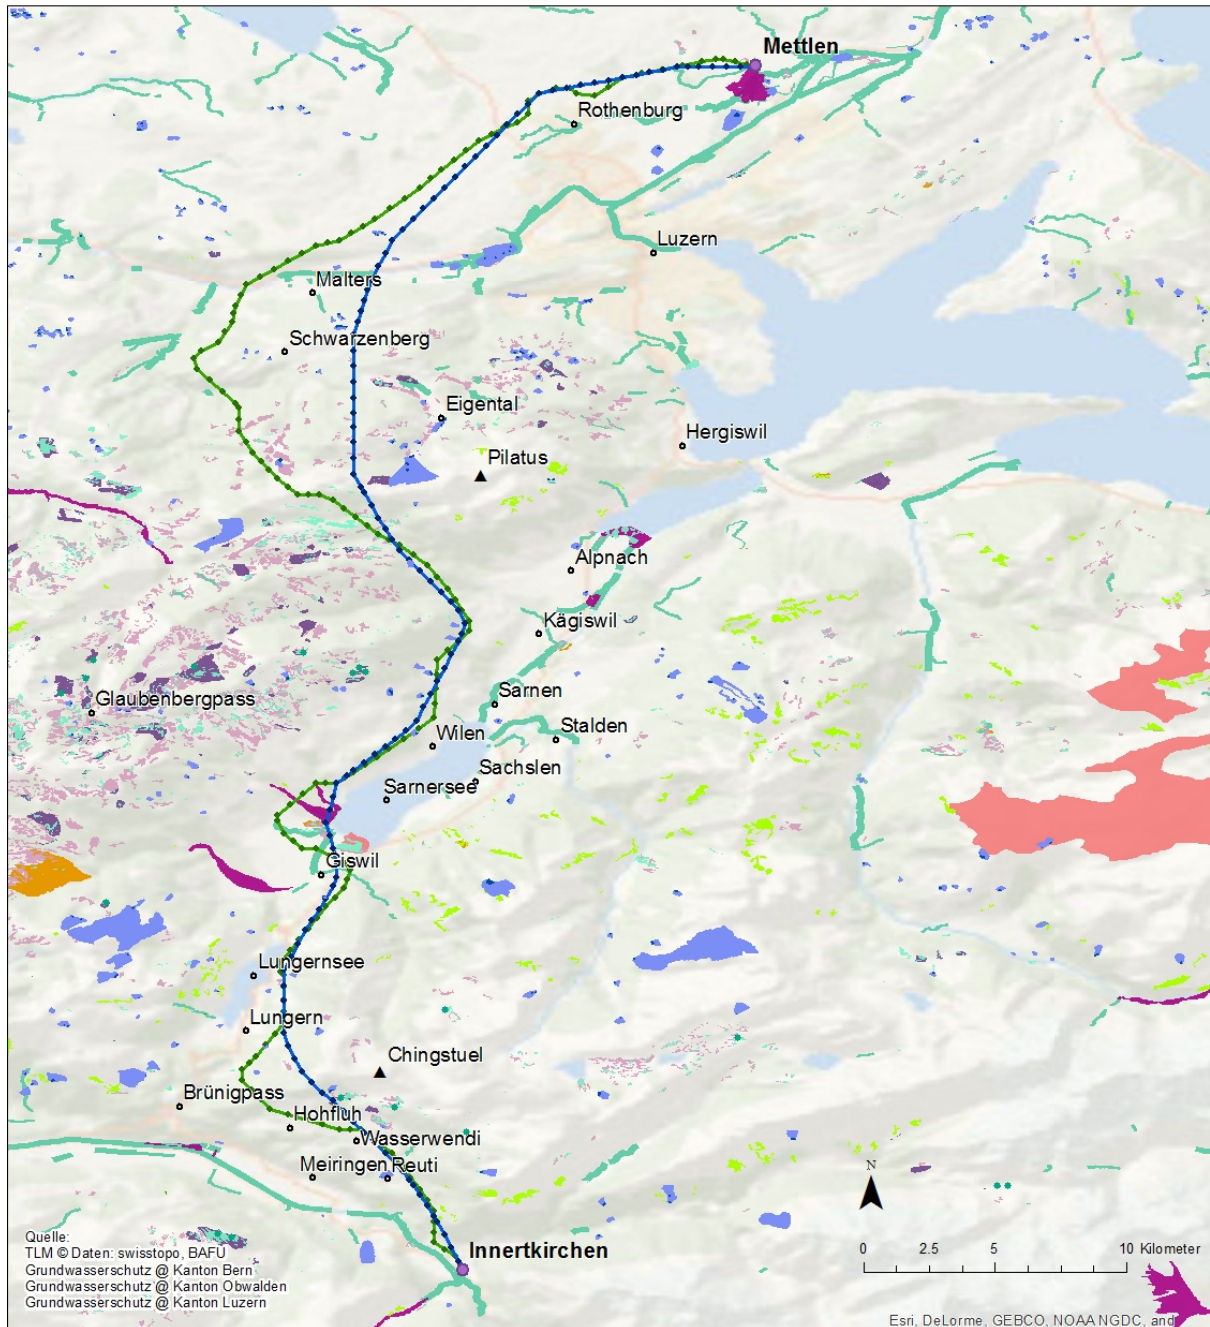 Mettlen
Rothenburg
Luzern
Malters
Schwarzenberg
Eigental
Hergiswil
Pilatus
Alpnach
Kägiswil
Glaubenbergpass
Sarnen
Wilen
Stalden
Sachslen
Sarnersee
Giswil
Lungernsee
Lungern
Chingstuel
Brünigpass
Hohfluh
Wasserwendi
Meiringen
Reuti
N
Innertkirchen
Quelle:
TLM © Daten: swisstopo, BAFU
Grundwasserschutz @ Kanton Bern
Grundwasserschutz @ Kanton Obwalden
Grundwasserschutz @ Kanton Luzern
0 2.5 5 10 Kilometer
Esri, DeLorme, GEBCO, NOAA NGDC, and